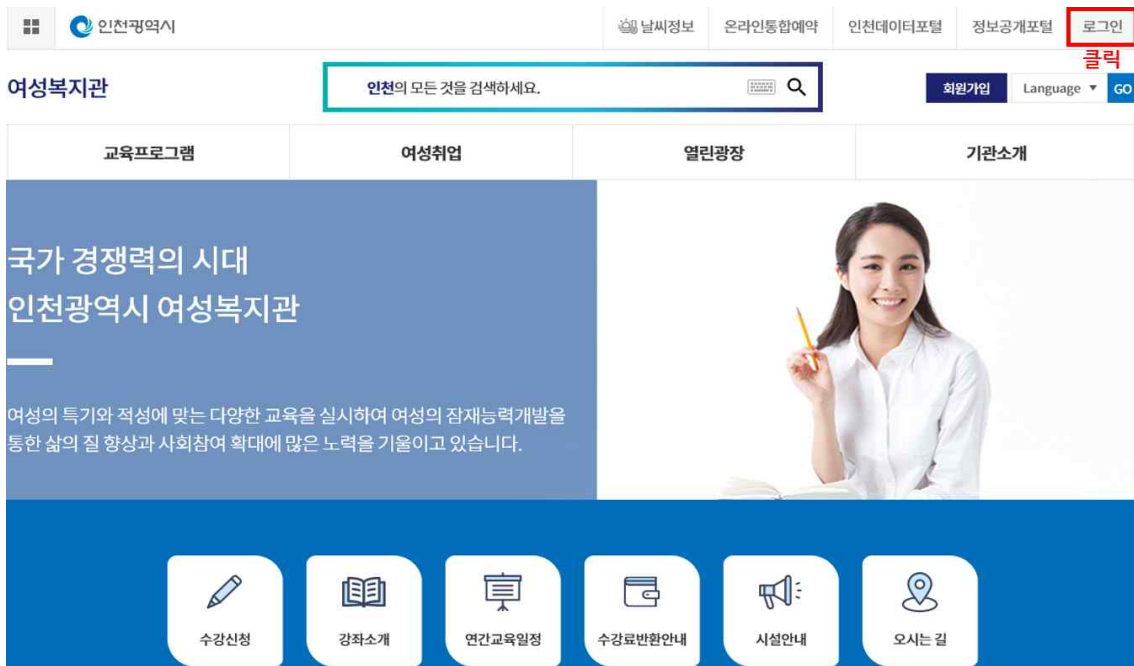 인천광역시
날씨정보
온라인통합예약
인천데이터포털
정보공개포털
로그인
클릭
여성복지관
인천의 모든 것을 검색하세요.
회원가입
Language
GO
교육프로그램
여성취업
열린광장
기관소개
국가 경쟁력의 시대
인천광역시 여성복지관
여성의 특기와 적성에 맞는 다양한 교육을 실시하여 여성의 잠재능력개발을
통한 삶의 질 향상과 사회참여 확대에 많은 노력을 기울이고 있습니다.
수강신청
강좌소개
연간교육일정
수강료반환안내
시설안내
오시는 길